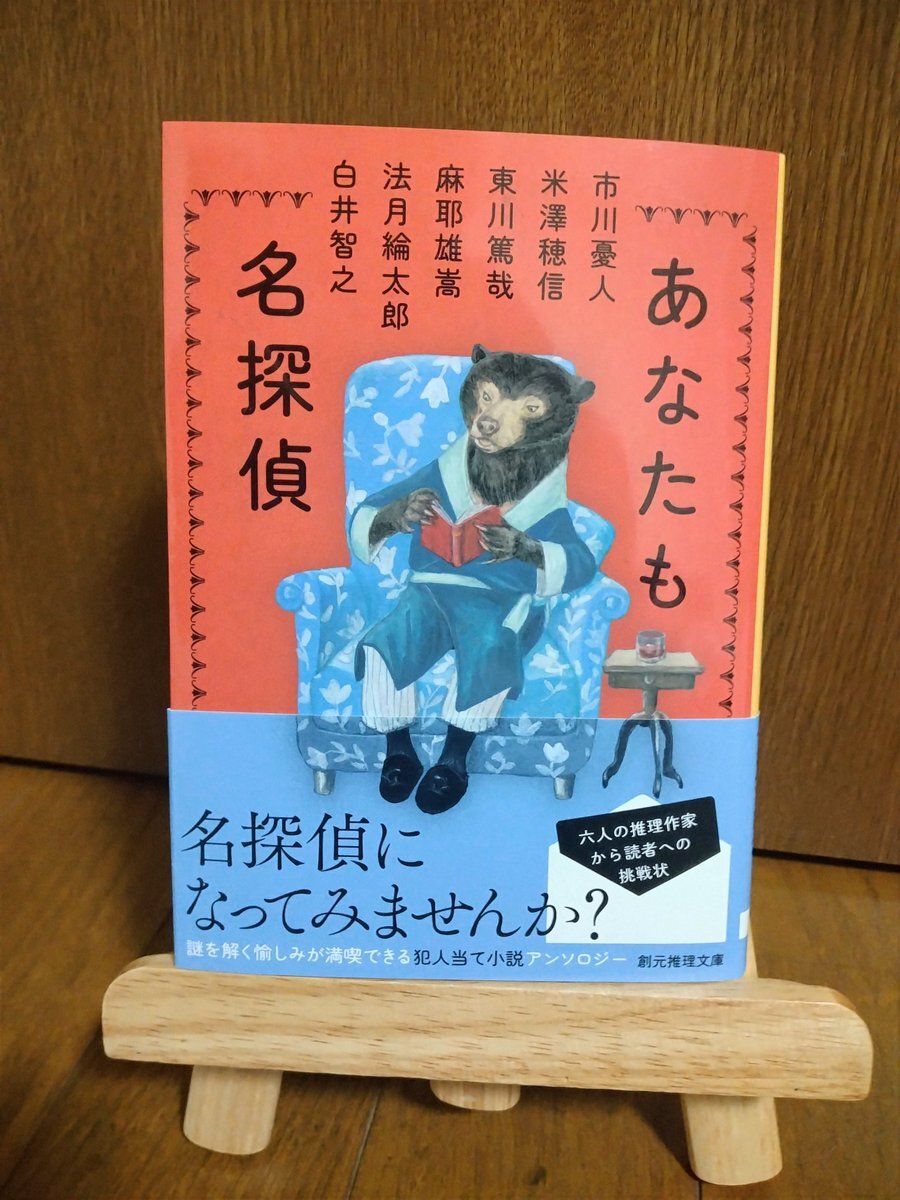 あなたも
市川憂人
米澤穂信
東川篤哉
麻耶雄嵩
法月綸太郎
白井智之
名探偵
名探偵に
なってみませんか?
六人の推理作家
から読者への
挑戦状
謎を解く愉しみが満喫できる犯人当て小説アンソロジー 創元推理文庫